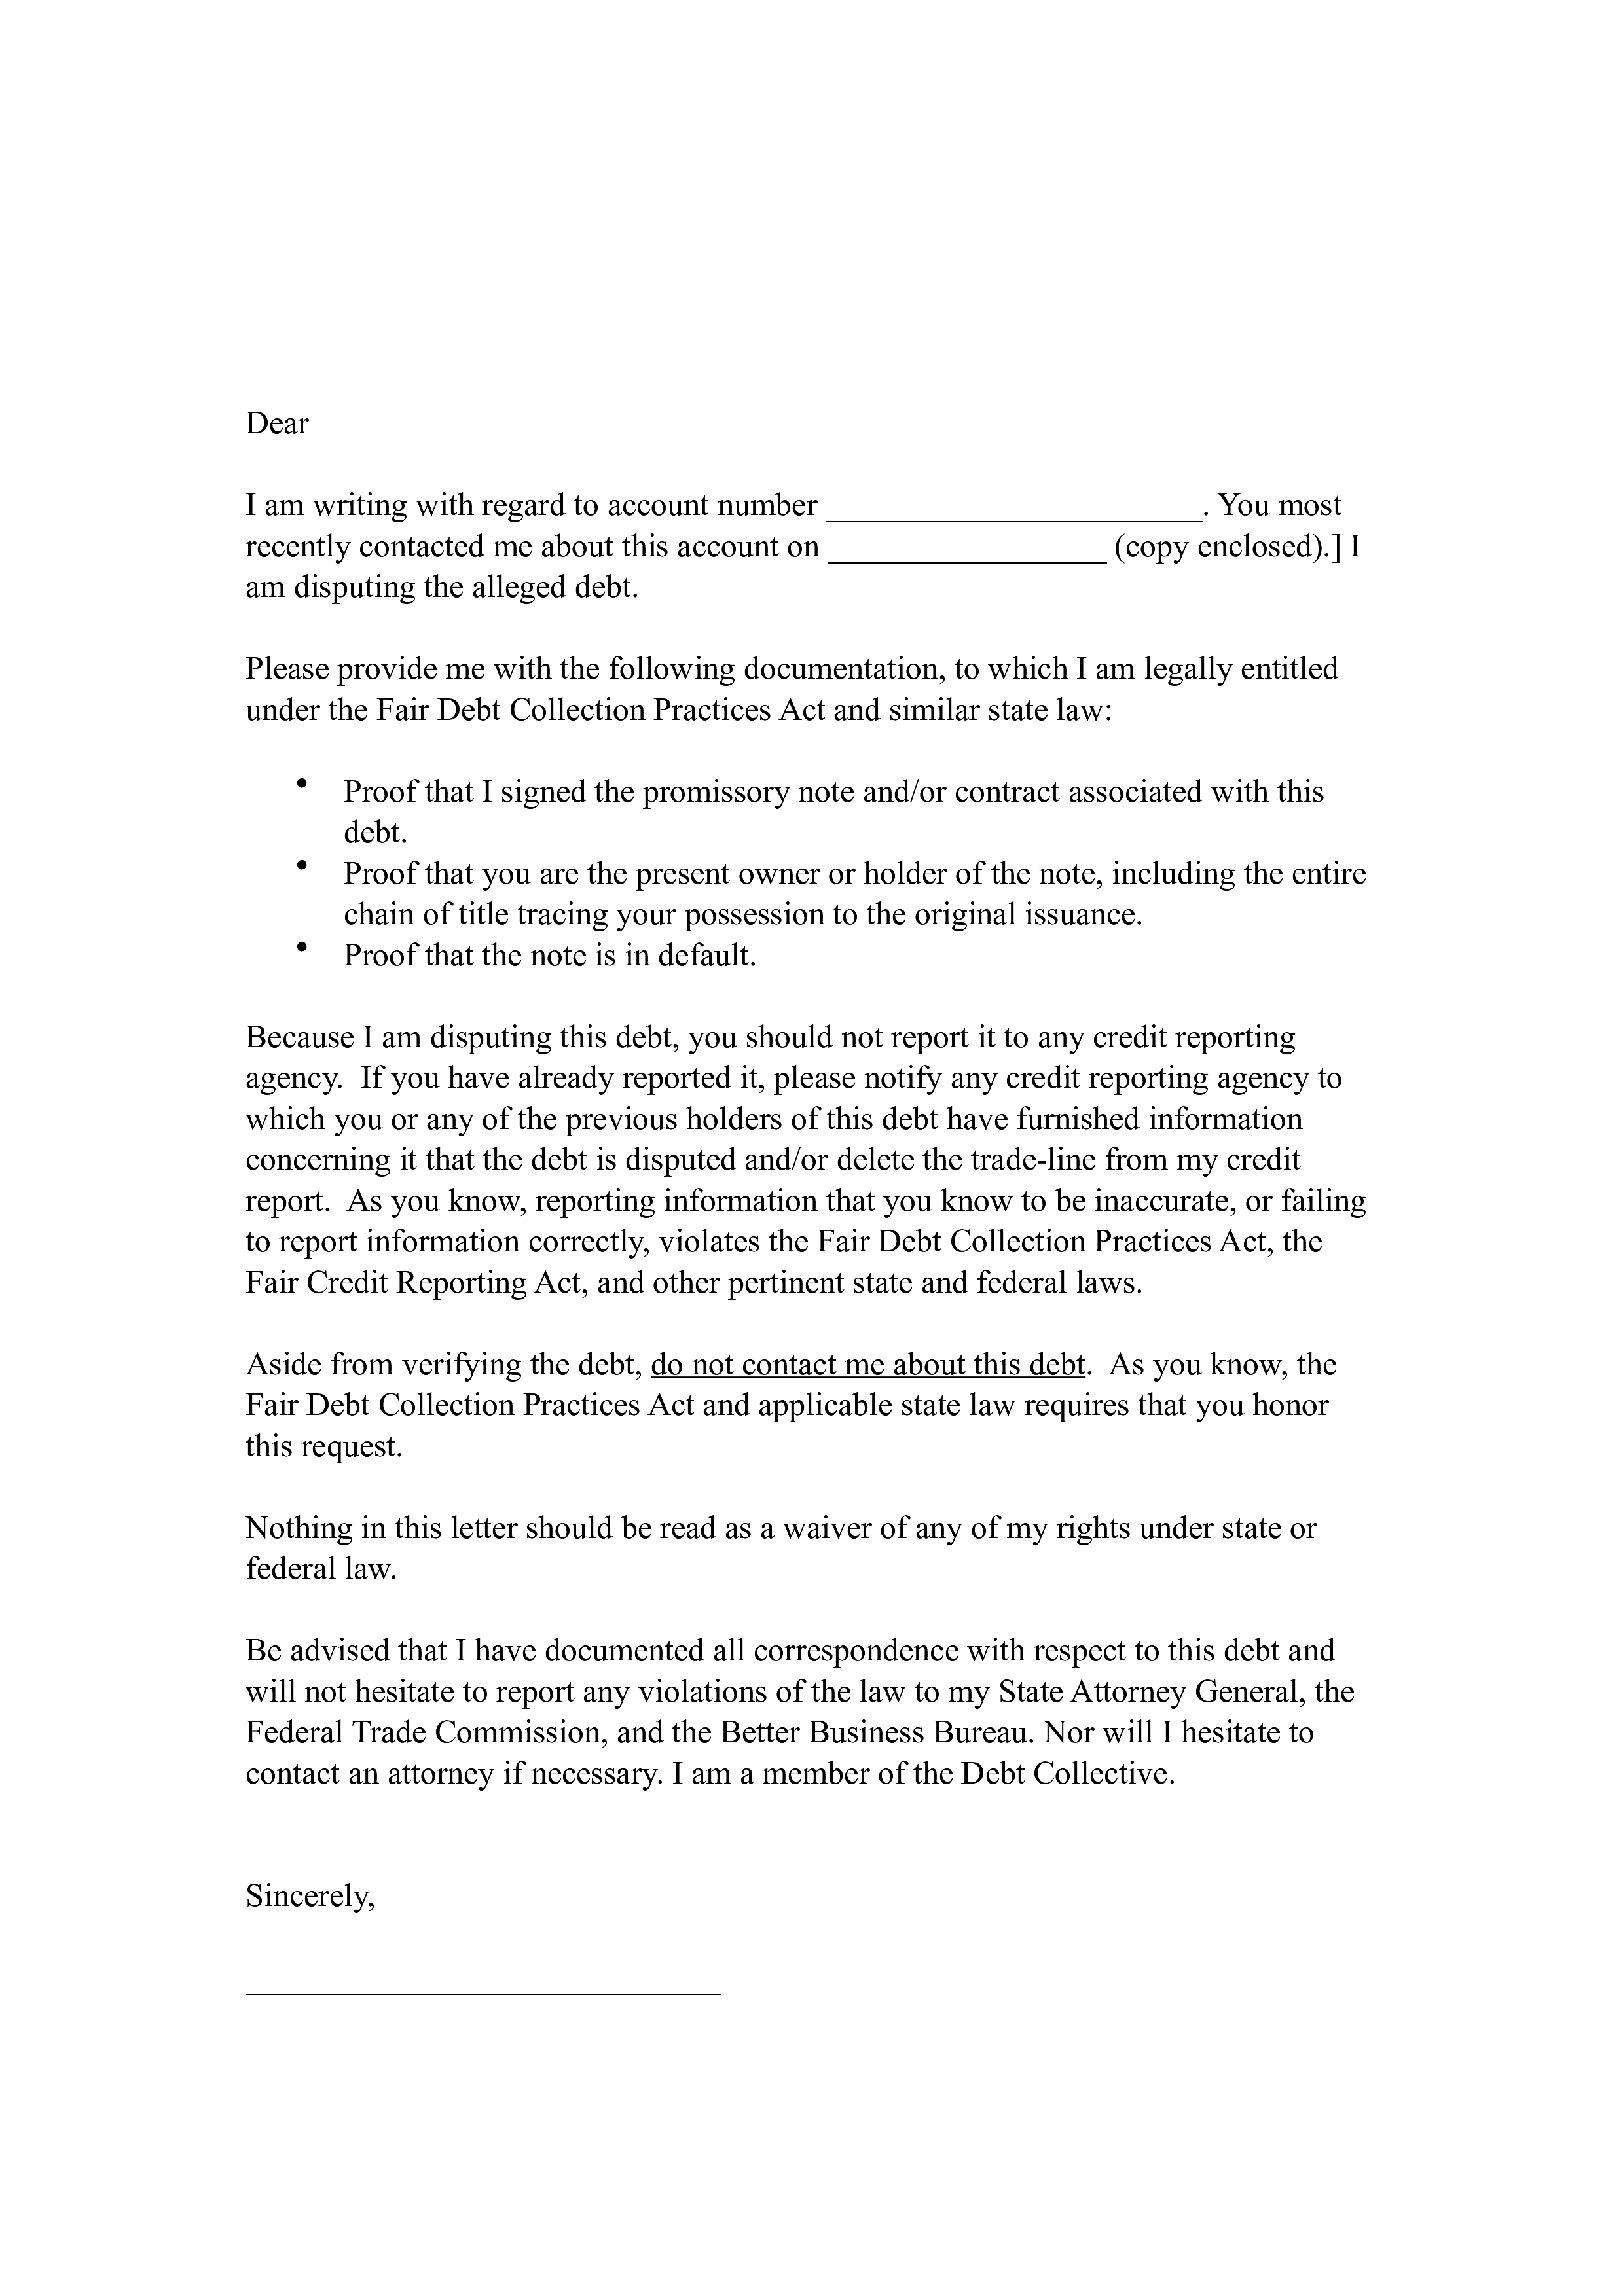 Dear
I am writing with regard to account number _______________________. You most
recently contacted me about this account on _________________ (copy enclosed).] I
am disputing the alleged debt.
Please provide me with the following documentation, to which I am legally entitled
under the Fair Debt Collection Practices Act and similar state law:
• Proof that I signed the promissory note and/or contract associated with this
debt.
• Proof that you are the present owner or holder of the note, including the entire
chain of title tracing your possession to the original issuance.
• Proof that the note is in default.
Because I am disputing this debt, you should not report it to any credit reporting
agency.  If you have already reported it, please notify any credit reporting agency to
which you or any of the previous holders of this debt have furnished information
concerning it that the debt is disputed and/or delete the trade-line from my credit
report.  As you know, reporting information that you know to be inaccurate, or failing
to report information correctly, violates the Fair Debt Collection Practices Act, the
Fair Credit Reporting Act, and other pertinent state and federal laws.
Aside from verifying the debt, do not contact me about this debt.  As you know, the
Fair Debt Collection Practices Act and applicable state law requires that you honor
this request.
Nothing in this letter should be read as a waiver of any of my rights under state or
federal law.
Be advised that I have documented all correspondence with respect to this debt and
will not hesitate to report any violations of the law to my State Attorney General, the
Federal Trade Commission, and the Better Business Bureau. Nor will I hesitate to
contact an attorney if necessary. I am a member of the Debt Collective.
Sincerely,
_____________________________